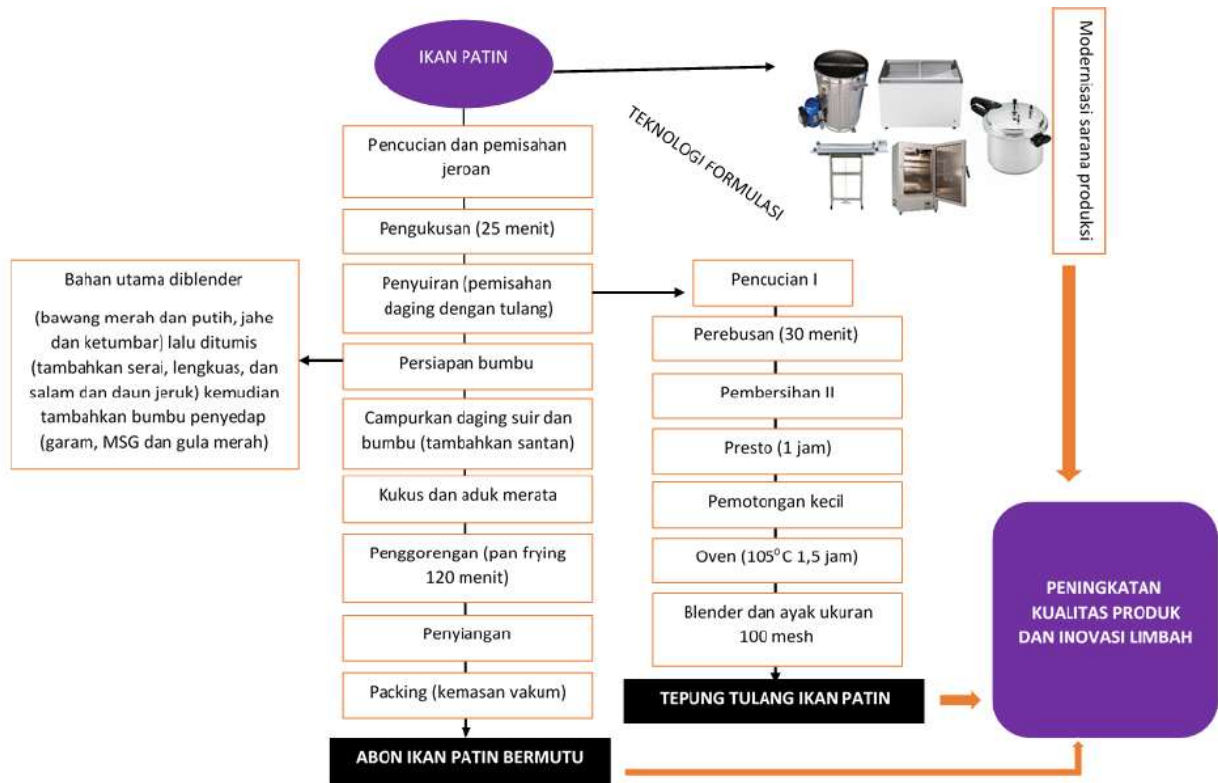 IKAN PATIN
Pencucian dan pemisahan
jeroan
Pengukusan (25 menit)
Penyuiran (pemisahan
daging dengan tulang)
Persiapan bumbu
Campurkan daging suir dan
bumbu (tambahkan santan)
Kukus dan aduk merata
Penggorengan (pan frying
120 menit)
Penyiangan
Packing (kemasan vakum)
ABON IKAN PATIN BERMUTU
Bahan utama diblender
(bawang merah dan putih, jahe
dan ketumbar) lalu ditumis
(tambahkan serai, lengkuas, dan
salam dan daun jeruk) kemudian
tambahkan bumbu penyedap
(garam, MSG dan gula merah)
Pencucian I
Perebusan (30 menit)
Pembersihan II
Presto (1 jam)
Pemotongan kecil
Oven (105⁰C 1,5 jam)
Blender dan ayak ukuran
100 mesh
TEPUNG TULANG IKAN PATIN
TEKNOLOGI FORMULASI
Modernisasi sarana produksi
PENINGKATAN
KUALITAS PRODUK
DAN INOVASI LIMBAH